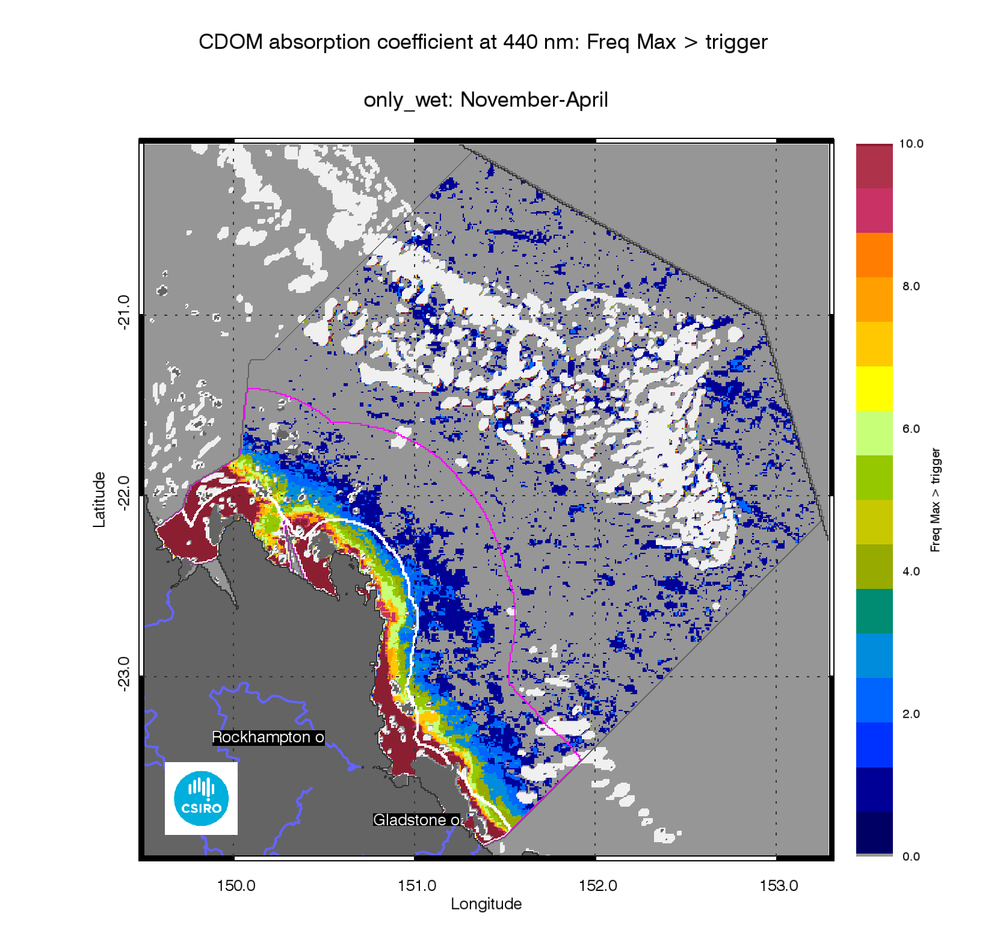 CDOM absorption coefficient at 440 nm: Freq Max > trigger
only_wet: November-April
10.0
8.0
6.0
4.0
2.0
0.0
Freq Max > trigger
-21.0
-22.0
-23.0
Latitude
Rockhampton o
Gladstone o
CSIRO
150.0
151.0
152.0
153.0
Longitude